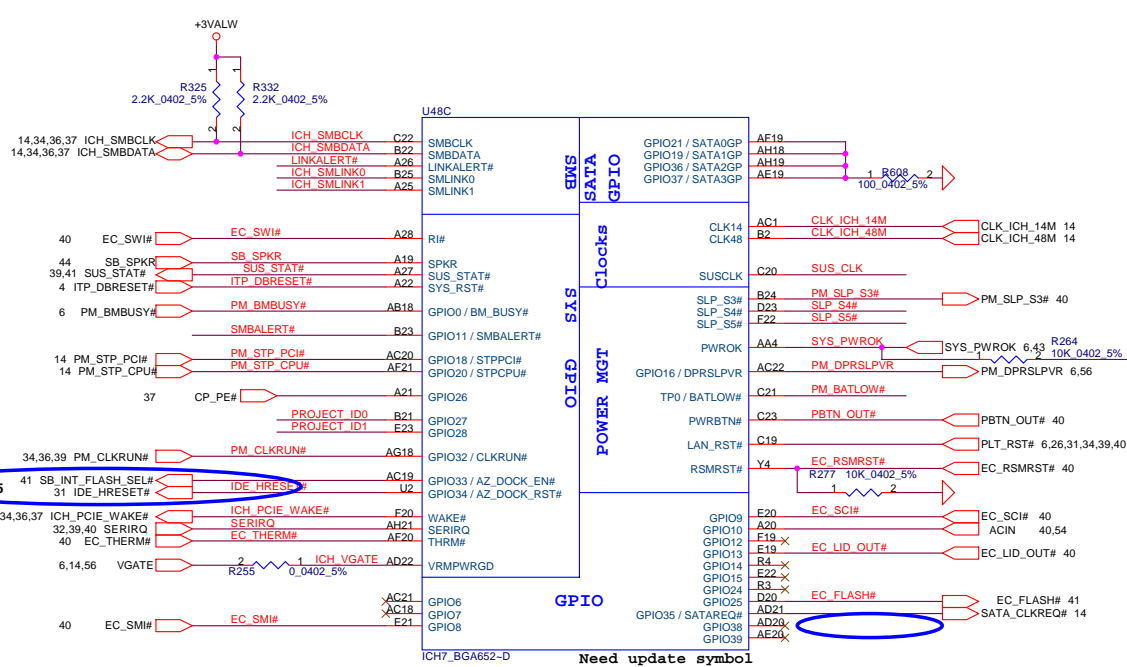 +3VALW
R325
2.2K_0402_5%
R332
2.2K_0402_5%
1
1
2
2
U48C
14,34,36,37 ICH_SMBCLK ICH_SMBCLK C22 SMBCLK
14,34,36,37 ICH_SMBDATA ICH_SMBDATA B22 SMBDATA
LINKALERT# A26 LINKALERT#
ICH_SMLINK0 B25 SMLINK0
ICH_SMLINK1 A25 SMLINK1
40 EC_SWI# EC_SWI# A28 RI#
44 SB_SPKR SB_SPKR A19 SPKR
39,41 SUS_STAT# SUS_STAT# A27 SUS_STAT#
4 ITP_DBRESET# ITP_DBRESET# A22 SYS_RST#
6 PM_BMBUSY# PM_BMBUSY# AB18 GPIO0 / BM_BUSY#
SMBALERT# B23 GPIO11 / SMBALERT#
14 PM_STP_PCI# PM_STP_PCI# AC20 GPIO18 / STPPCI#
14 PM_STP_CPU# PM_STP_CPU# AF21 GPIO20 / STPCPU#
37 CP_PE# A21 GPIO26
PROJECT_ID0 B21 GPIO27
PROJECT_ID1 E23 GPIO28
34,36,39 PM_CLKRUN# PM_CLKRUN# AG18 GPIO32 / CLKRUN#
41 SB_INT_FLASH_SEL# AC19 GPIO33 / AZ_DOCK_EN#
31 IDE_HRESET# IDE_HRESET# U2 GPIO34 / AZ_DOCK_RST#
34,36,37 ICH_PCIE_WAKE# ICH_PCIE_WAKE# F20 WAKE#
32,39,40 SERIRQ SERIRQ AH21 SERIRQ
40 EC_THERM# EC_THERM# AF20 THRM#
6,14,56 VGATE 2 1 ICH_VGATE AD22 VRMPWRGD
R255 0_0402_5%
AC21 GPIO6
AC18 GPIO7
40 EC_SMI# EC_SMI# E21 GPIO8
SMB
SATA
GPIO
Clocks
SYS
GPIO
POWER MGT
GPIO
GPIO21 / SATA0GP AF19
GPIO19 / SATA1GP AH18
GPIO36 / SATA2GP AH19
GPIO37 / SATA3GP AE19
1 R608 2
100_0402_5%
CLK14 AC1 CLK_ICH_14M CLK_ICH_14M 14
CLK48 B2 CLK_ICH_48M CLK_ICH_48M 14
SUSCLK C20 SUS_CLK
SLP_S3# B24 PM_SLP_S3# PM_SLP_S3# 40
SLP_S4# D23 SLP_S4#
SLP_S5# F22 SLP_S5#
PWROK AA4 SYS_PWROK SYS_PWROK 6,43
R264
1 2 10K_0402_5%
GPIO16 / DPRSLPVR AC22 PM_DPRSLPVR PM_DPRSLPVR 6,56
TP0 / BATLOW# C21 PM_BATLOW#
PWRBTN# C23 PBTN_OUT# PBTN_OUT# 40
LAN_RST# C19 PLT_RST# 6,26,31,34,39,40
RSMRST# Y4 EC_RSMRST# EC_RSMRST# 40
R277 10K_0402_5%
1 2
GPIO9 E20 EC_SCI# EC_SCI# 40
GPIO10 A20 ACIN 40,54
GPIO12 F19
GPIO13 E19 EC_LID_OUT# EC_LID_OUT# 40
GPIO14 R4
GPIO15 E22
GPIO24 R3
GPIO25 D20 EC_FLASH# EC_FLASH# 41
GPIO35 / SATAREQ# AD21 SATA_CLKREQ# 14
GPIO38 AD20
GPIO39 AE20
ICH7_BGA652~D
Need update symbol